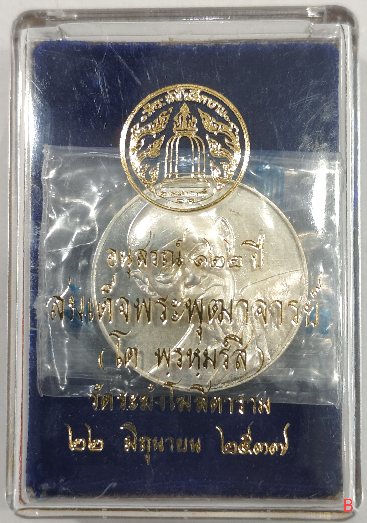 อนุสรณ์ ๑๒๒ ปี
สมเด็จพระพุฒาจารย์
(โต พรหมรังสี)
วัดระฆังโฆสิตาราม
๒๒ มิถุนายน ๒๕๓๗
B